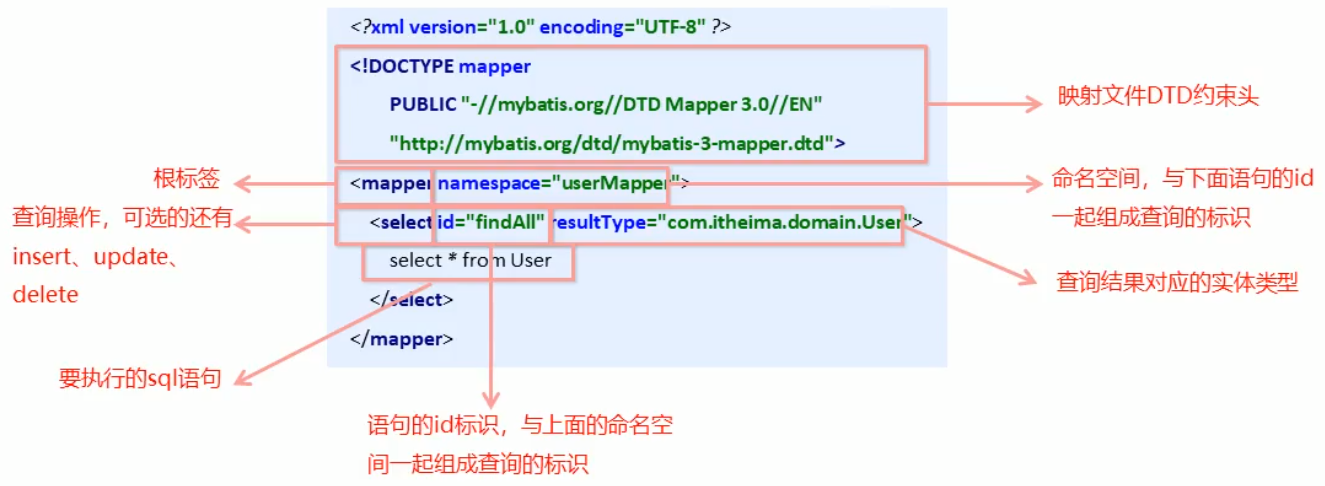 <?xml version="1.0" encoding="UTF-8" ?>
<!DOCTYPE mapper
PUBLIC "-//mybatis.org//DTD Mapper 3.0//EN"
"http://mybatis.org/dtd/mybatis-3-mapper.dtd">
<mapper namespace="userMapper">
<select id="findAll" resultType="com.itheima.domain.User">
select * from User
</select>
</mapper>
映射文件DTD约束头
根标签
命名空间，与下面语句的id
一起组成查询的标识
查询操作，可选的还有
insert、update、
delete
查询结果对应的实体类型
要执行的sql语句
语句的id标识，与上面的命名空
间一起组成查询的标识